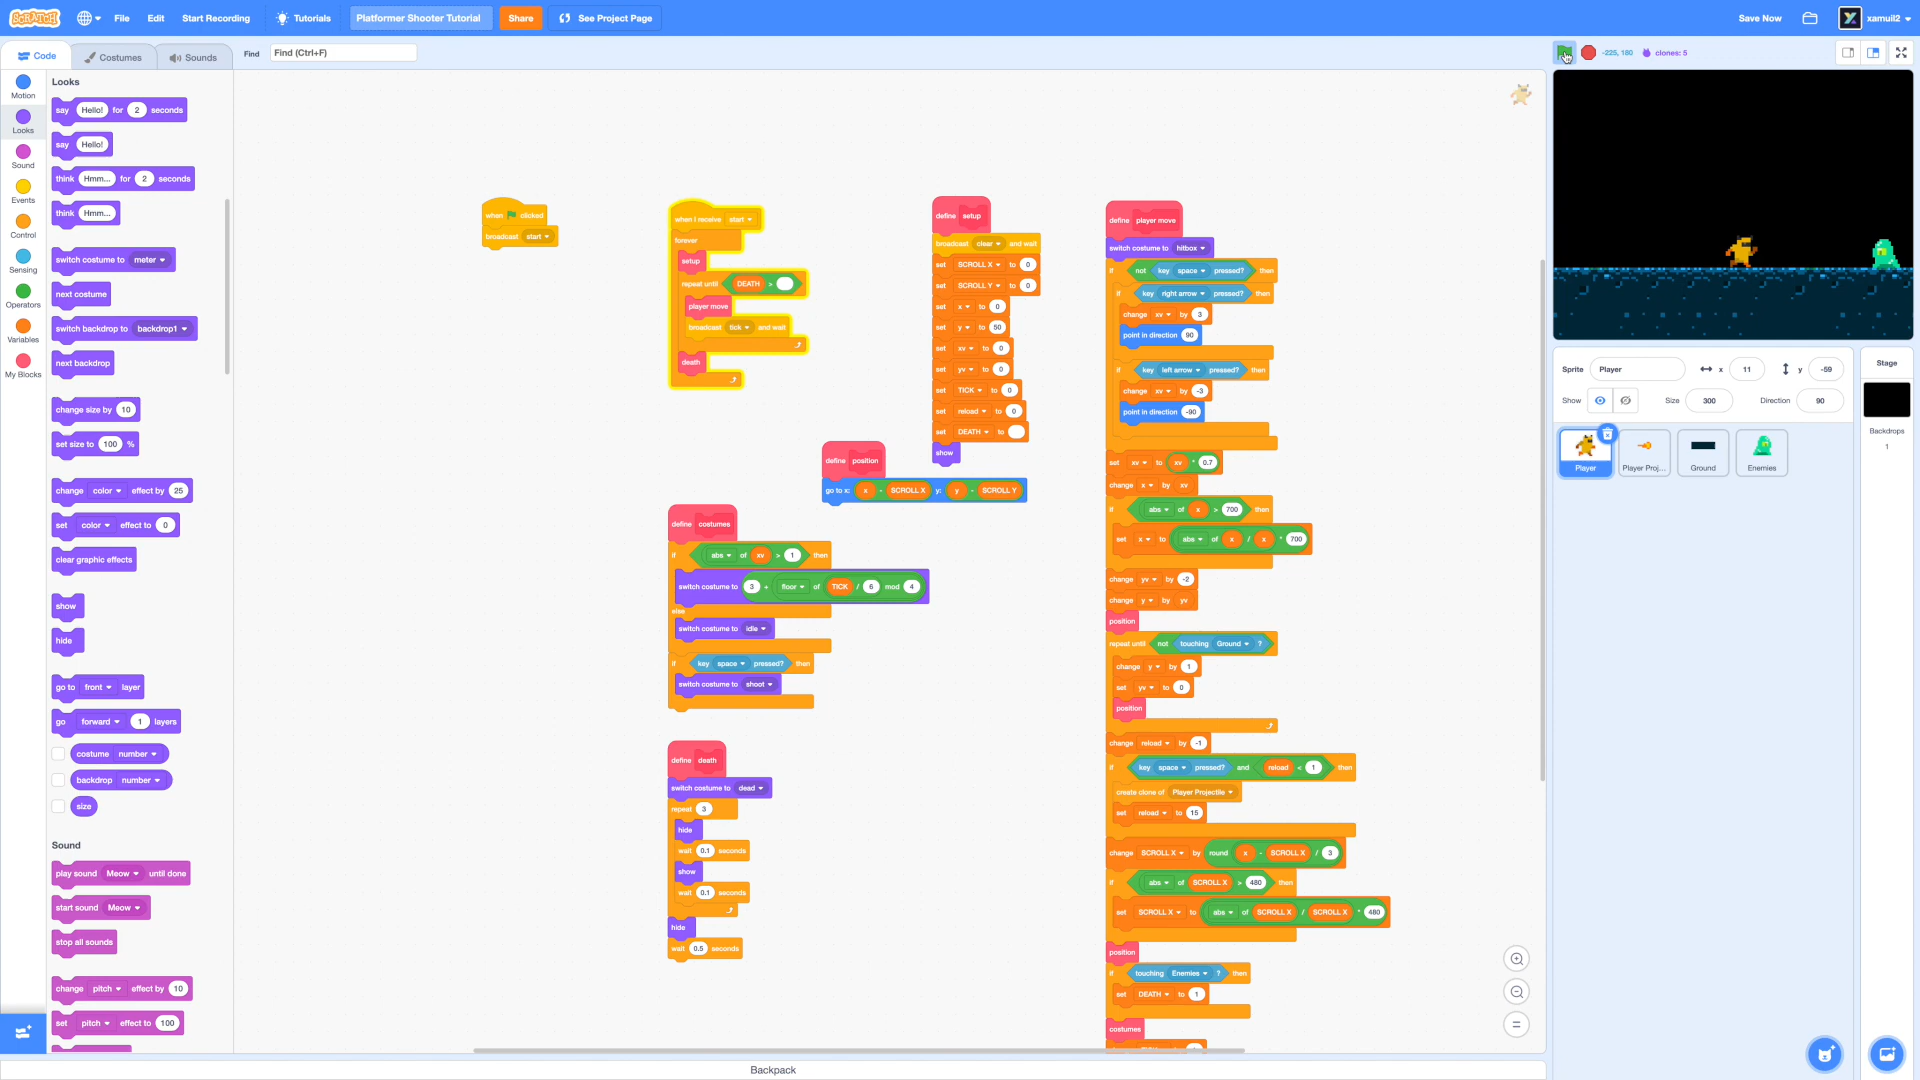 SCRATCH
File
Edit
Start Recording
Tutorials
Platformer Shooter Tutorial
Share
See Project Page
Save Now
xamuil2
Code
Costumes
Sounds
Find
Find (Ctrl+F)
-225, 180
clones: 5
Motion
Looks
Sound
Sensing
Events
Control
Sensing
Operators
Variables
My Blocks
Looks
say Hello! for 2 seconds
say Hello!
think Hmm... for 2 seconds
think Hmm...
switch costume to meter
next costume
switch backdrop to backdrop1
next backdrop
change size by 10
set size to 100 %
change color effect by 25
set color effect to 0
clear graphic effects
show
hide
go to front layer
go forward 1 layers
costume number
backdrop number
size
Sound
play sound Meow until done
start sound Meow
stop all sounds
change pitch effect by 10
set pitch effect to 100
when clicked
broadcast start
when I receive start
forever
setup
repeat until DEATH >
player move
broadcast tick and wait
death
define setup
broadcast clear and wait
set SCROLL X to 0
set SCROLL Y to 0
set x to 0
set y to 50
set xv to 0
set yv to 0
set TICK to 0
set reload to 0
set DEATH to
show
define position
go to x: x - SCROLL X y: y - SCROLL Y
define costumes
if abs of xv > 1 then
switch costume to 3 + floor of TICK / 6 mod 4
else
switch costume to idle
if key space pressed? then
switch costume to shoot
define death
switch costume to dead
repeat 3
hide
wait 0.1 seconds
show
wait 0.1 seconds
hide
wait 0.5 seconds
define player move
switch costume to hitbox
if not key space pressed? then
if key right arrow pressed? then
change xv by 3
point in direction 90
if key left arrow pressed? then
change xv by -3
point in direction -90
set xv to xv * 0.7
change x by xv
if abs of x > 700 then
set x to abs of x / x * 700
change yv by -2
change y by yv
position
repeat until not touching Ground ?
change y by 1
set yv to 0
position
change reload by -1
if key space pressed? and reload < 1 then
create clone of Player Projectile
set reload to 15
change SCROLL X by round x - SCROLL X / 3
if abs of SCROLL X > 480 then
set SCROLL X to abs of SCROLL X / SCROLL X * 480
position
if touching Enemies ? then
set DEATH to 1
costumes
Sprite
Player
x
11
y
-59
Show
Size
300
Direction
90
Player
Player Proj...
Ground
Enemies
Stage
Backdrops
1
Backpack